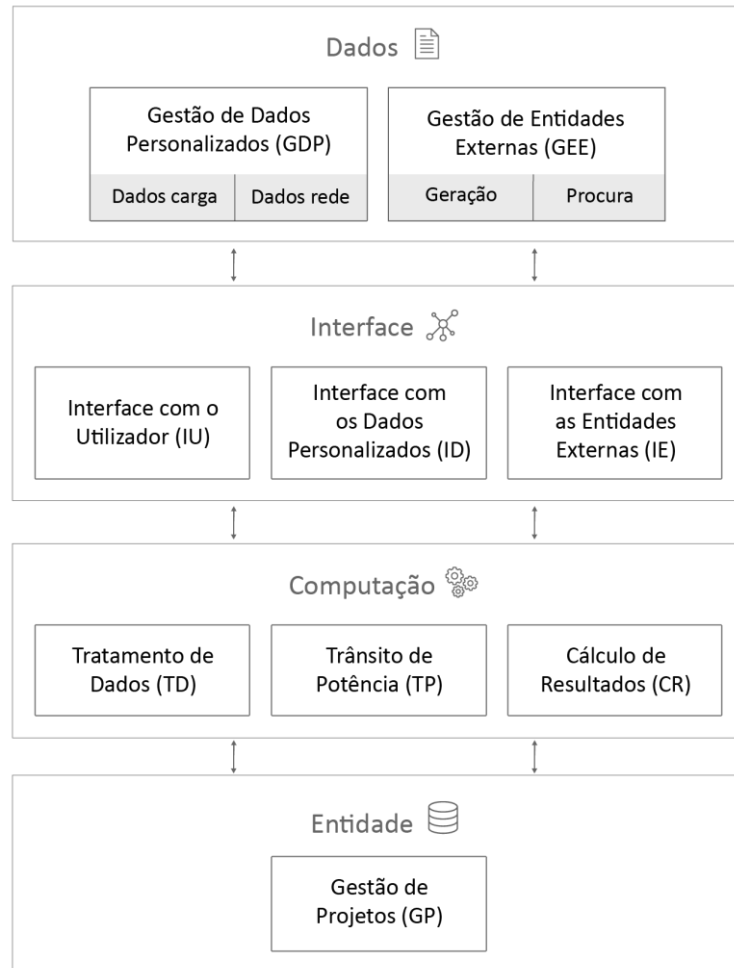 Dados
Gestão de Dados
Personalizados (GDP)
Dados carga
Dados rede
Gestão de Entidades
Externas (GEE)
Geração
Procura
Interface
Interface com o
Utilizador (IU)
Interface com
os Dados
Personalizados (ID)
Interface com
as Entidades
Externas (IE)
Computação
Tratamento de
Dados (TD)
Trânsito de
Potência (TP)
Cálculo de
Resultados (CR)
Entidade
Gestão de
Projetos (GP)